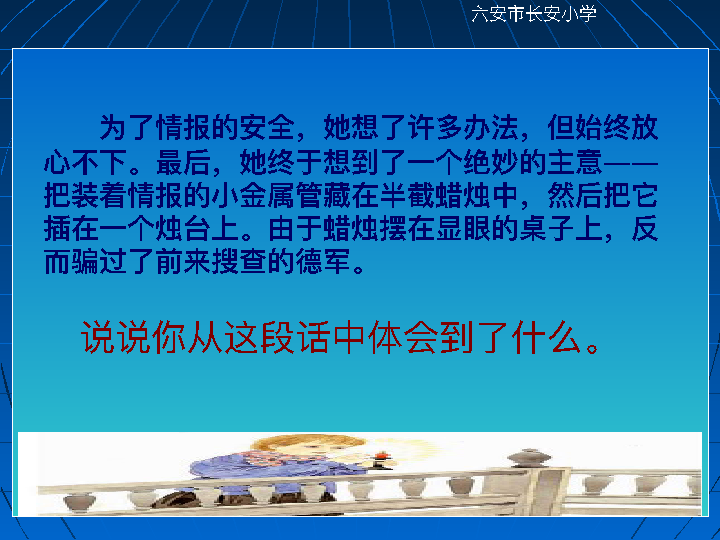 六安市长安小学
为了情报的安全，她想了许多办法，但始终放
心不下。最后，她终于想到了一个绝妙的主意——
把装着情报的小金属管藏在半截蜡烛中，然后把它
插在一个烛台上。由于蜡烛摆在显眼的桌子上，反
而骗过了前来搜查的德军。
说说你从这段话中体会到了什么。